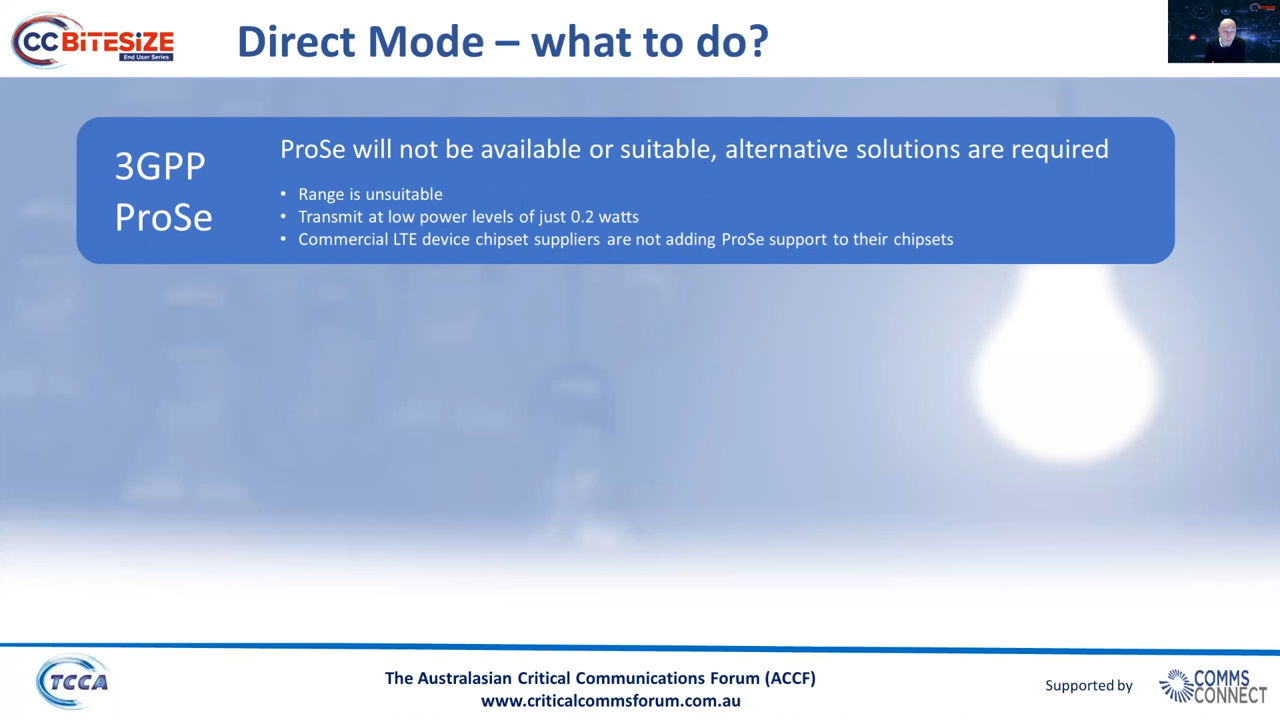 CCBiTESiZE
End User Series
Direct Mode – what to do?
3GPP
ProSe
ProSe will not be available or suitable, alternative solutions are required
• Range is unsuitable
• Transmit at low power levels of just 0.2 watts
• Commercial LTE device chipset suppliers are not adding ProSe support to their chipsets
TCCA
The Australasian Critical Communications Forum (ACCF)
www.criticalcommsforum.com.au
Supported by
COMMS
CONNECT